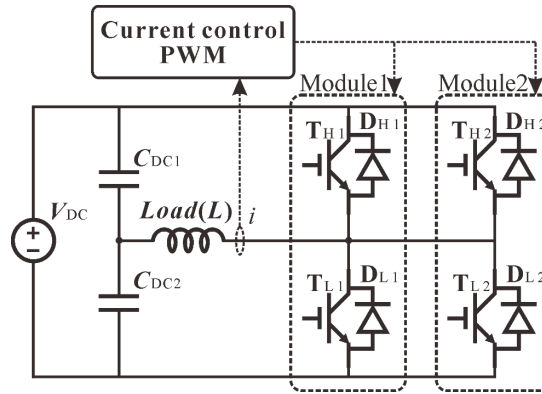 Current control
PWM
Module1
Module2
TH1
DH1
TH2
DH2
CDC1
VDC
Load(L)
i
CDC2
TL1
DL1
TL2
DL2